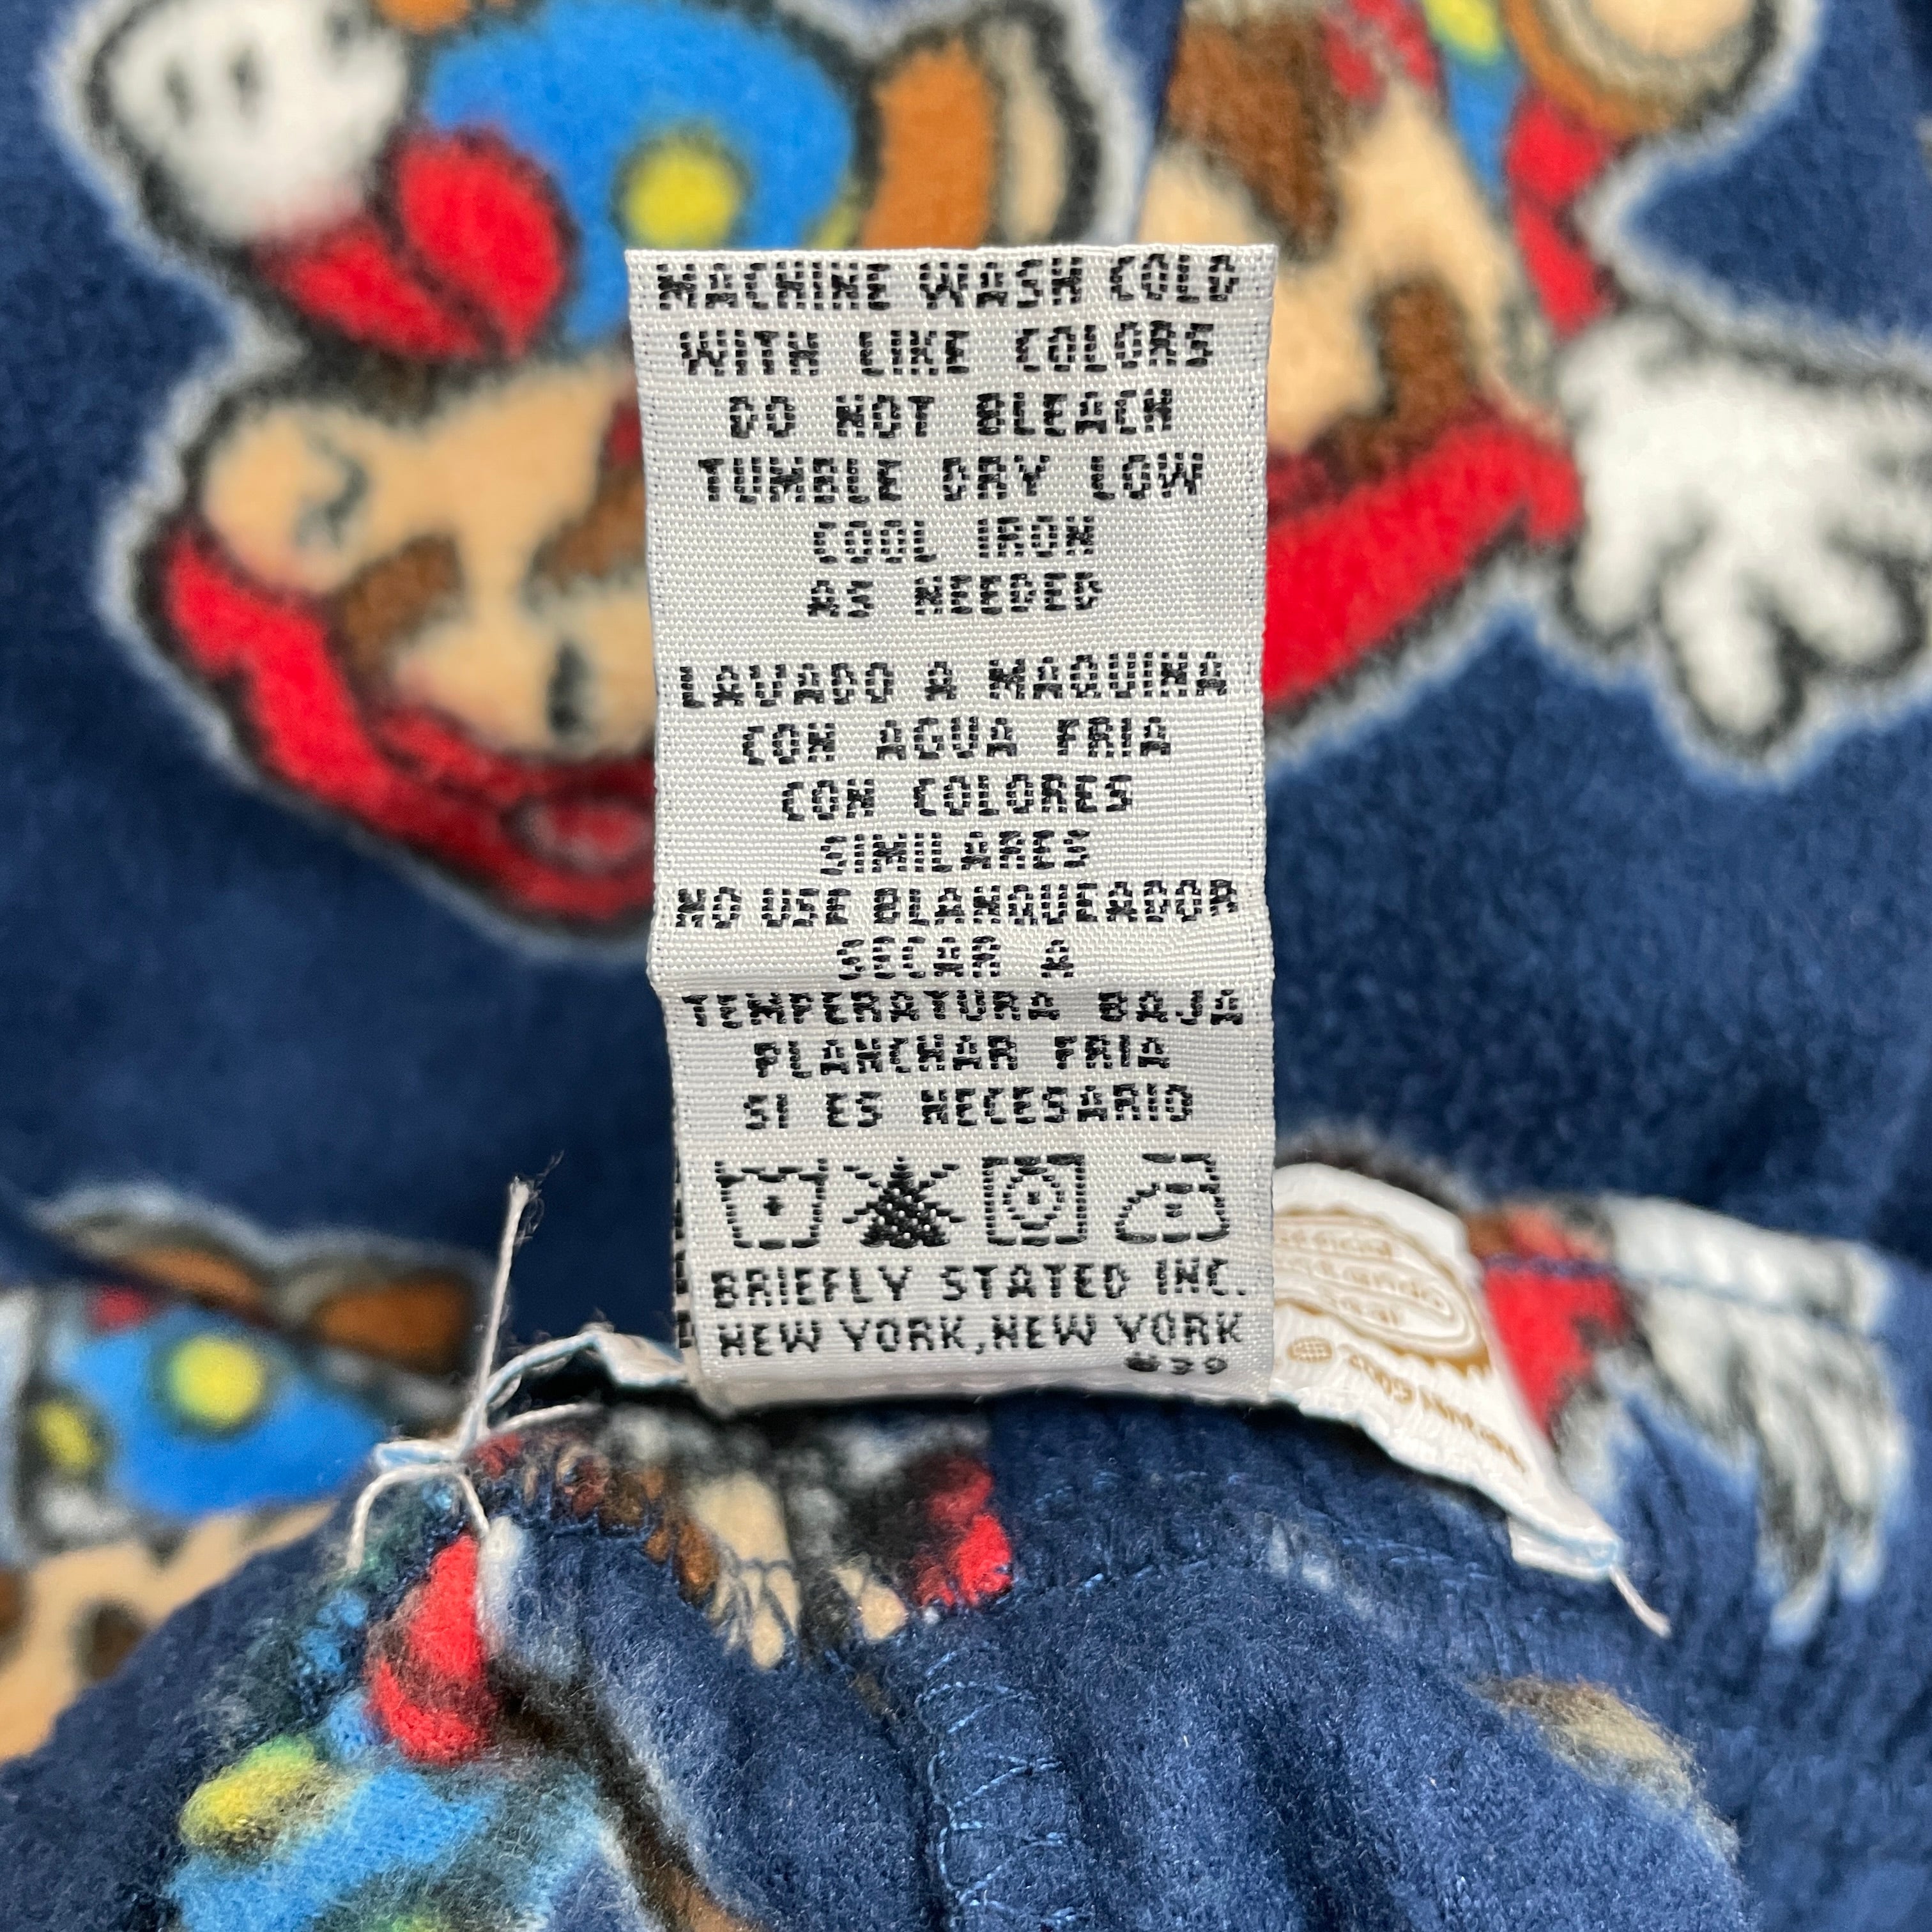 MACHINE WASH COLD
WITH LIKE COLORS
DO NOT BLEACH
TUMBLE DRY LOW
COOL IRON
AS NEEDED
LAVADO A MAQUINA
CON AGUA FRIA
CON COLORES
SIMILARES
NO USE BLANQUEADOR
SECAR A
TEMPERATURA BAJA
PLANCHAR FRIA
SI ES NECESARIO
BRIEFLY STATED INC.
NEW YORK, NEW YORK